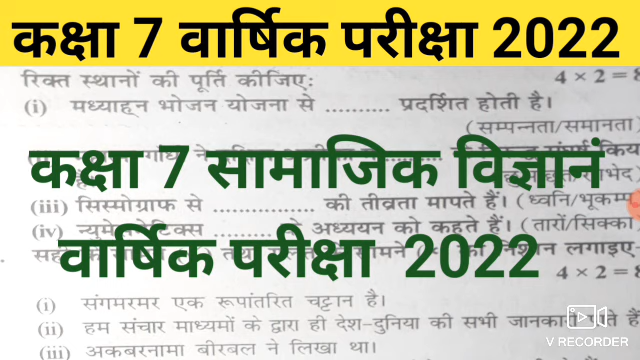 कक्षा 7 वार्षिक परीक्षा 2022
रिक्त स्थानों की पूर्ति कीजिए: 4 × 2 = 8
(i) मध्याह्न भोजन योजना से .......... प्रदर्शित होती है।
(सम्पन्नता/समानता)
कक्षा 7 सामाजिक विज्ञानं
(iii) सिस्मोग्राफ से ............... की तीव्रता मापते हैं। (ध्वनि/भूकम्
(iv) न्यूमेटिक्स के अध्ययन को कहते हैं। (तारों/सिक्का
वार्षिक परीक्षा 2022
लगाइए-
4 × 2 = 8
(i) संगमरमर एक रूपांतरित चट्टान है।
(ii) हम संचार माध्यमों के द्वारा ही देश-दुनिया की सभी
(iii) अकबरनामा बीरबल ने लिखा था।
V RECORDER